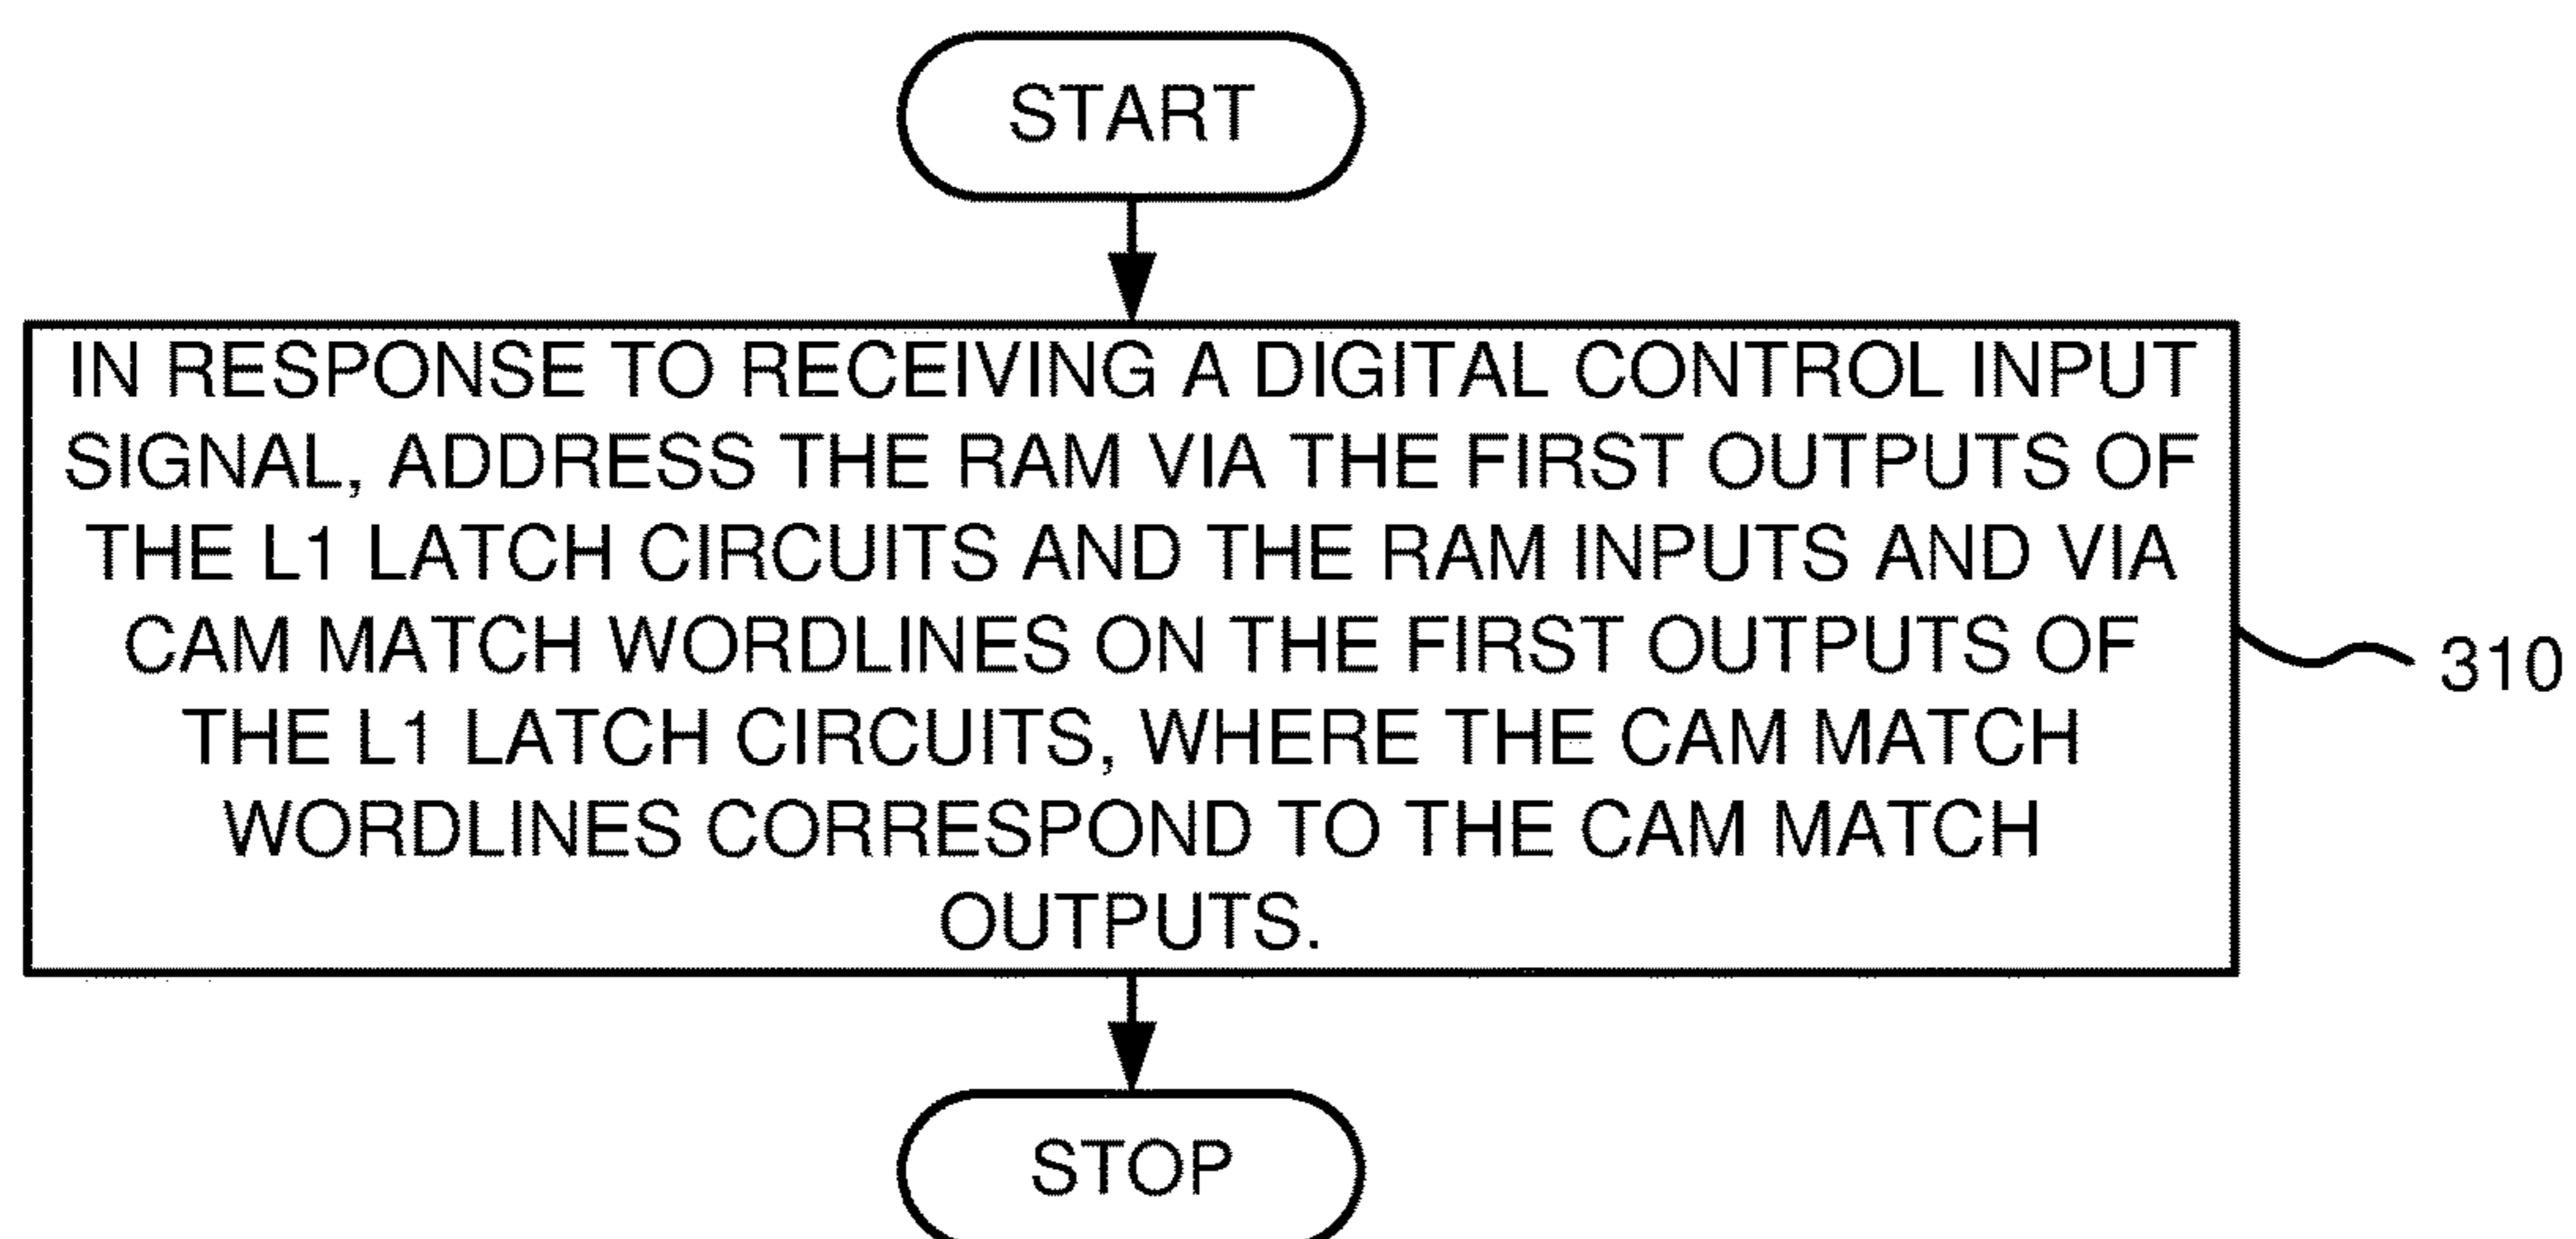 START
IN RESPONSE TO RECEIVING A DIGITAL CONTROL INPUT
SIGNAL, ADDRESS THE RAM VIA THE FIRST OUTPUTS OF
THE L1 LATCH CIRCUITS AND THE RAM INPUTS AND VIA
CAM MATCH WORDLINES ON THE FIRST OUTPUTS OF
THE L1 LATCH CIRCUITS, WHERE THE CAM MATCH
WORDLINES CORRESPOND TO THE CAM MATCH
OUTPUTS.
310
STOP